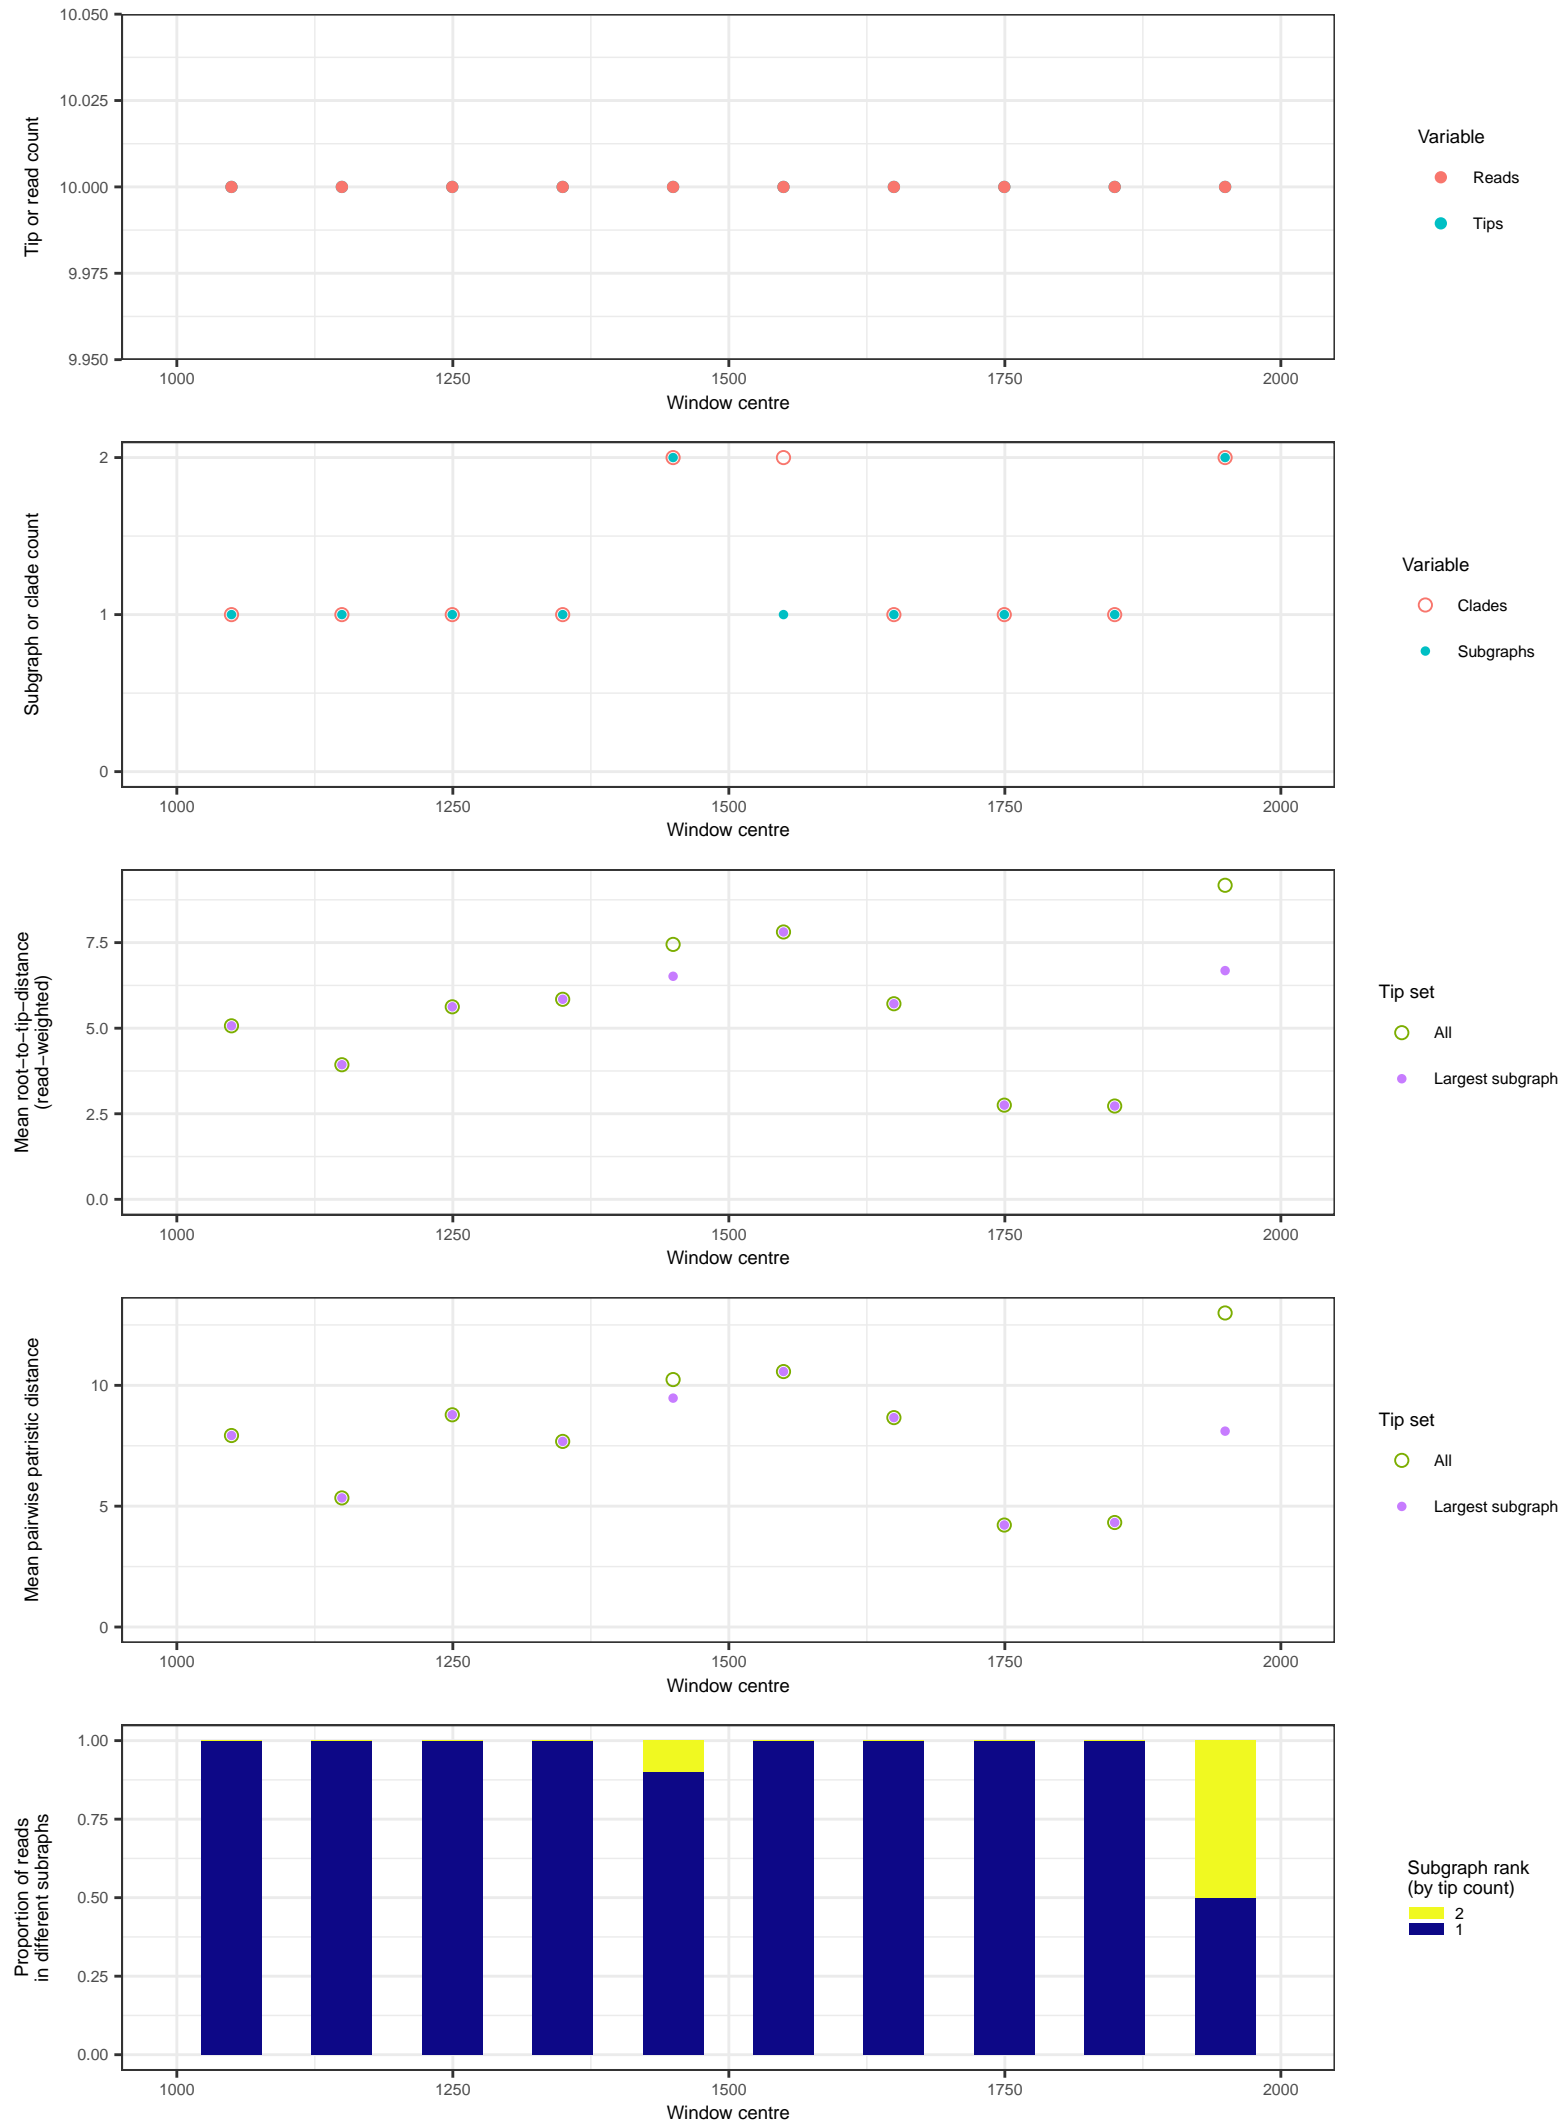 10.050
10.025
10.000
9.975
9.950
Tip or read count
1000 1250 1500 1750 2000
Window centre
Variable
Reads
Tips
2
1
0
Subgraph or clade count
1000 1250 1500 1750 2000
Window centre
Variable
Clades
Subgraphs
7.5
5.0
2.5
0.0
Mean root−to−tip−distance
(read−weighted)
1000 1250 1500 1750 2000
Window centre
Tip set
All
Largest subgraph
10
5
0
Mean pairwise patristic distance
1000 1250 1500 1750 2000
Window centre
Tip set
All
Largest subgraph
1.00
0.75
0.50
0.25
0.00
Proportion of reads
in different subraphs
1000 1250 1500 1750 2000
Window centre
Subgraph rank
(by tip count)
2
1